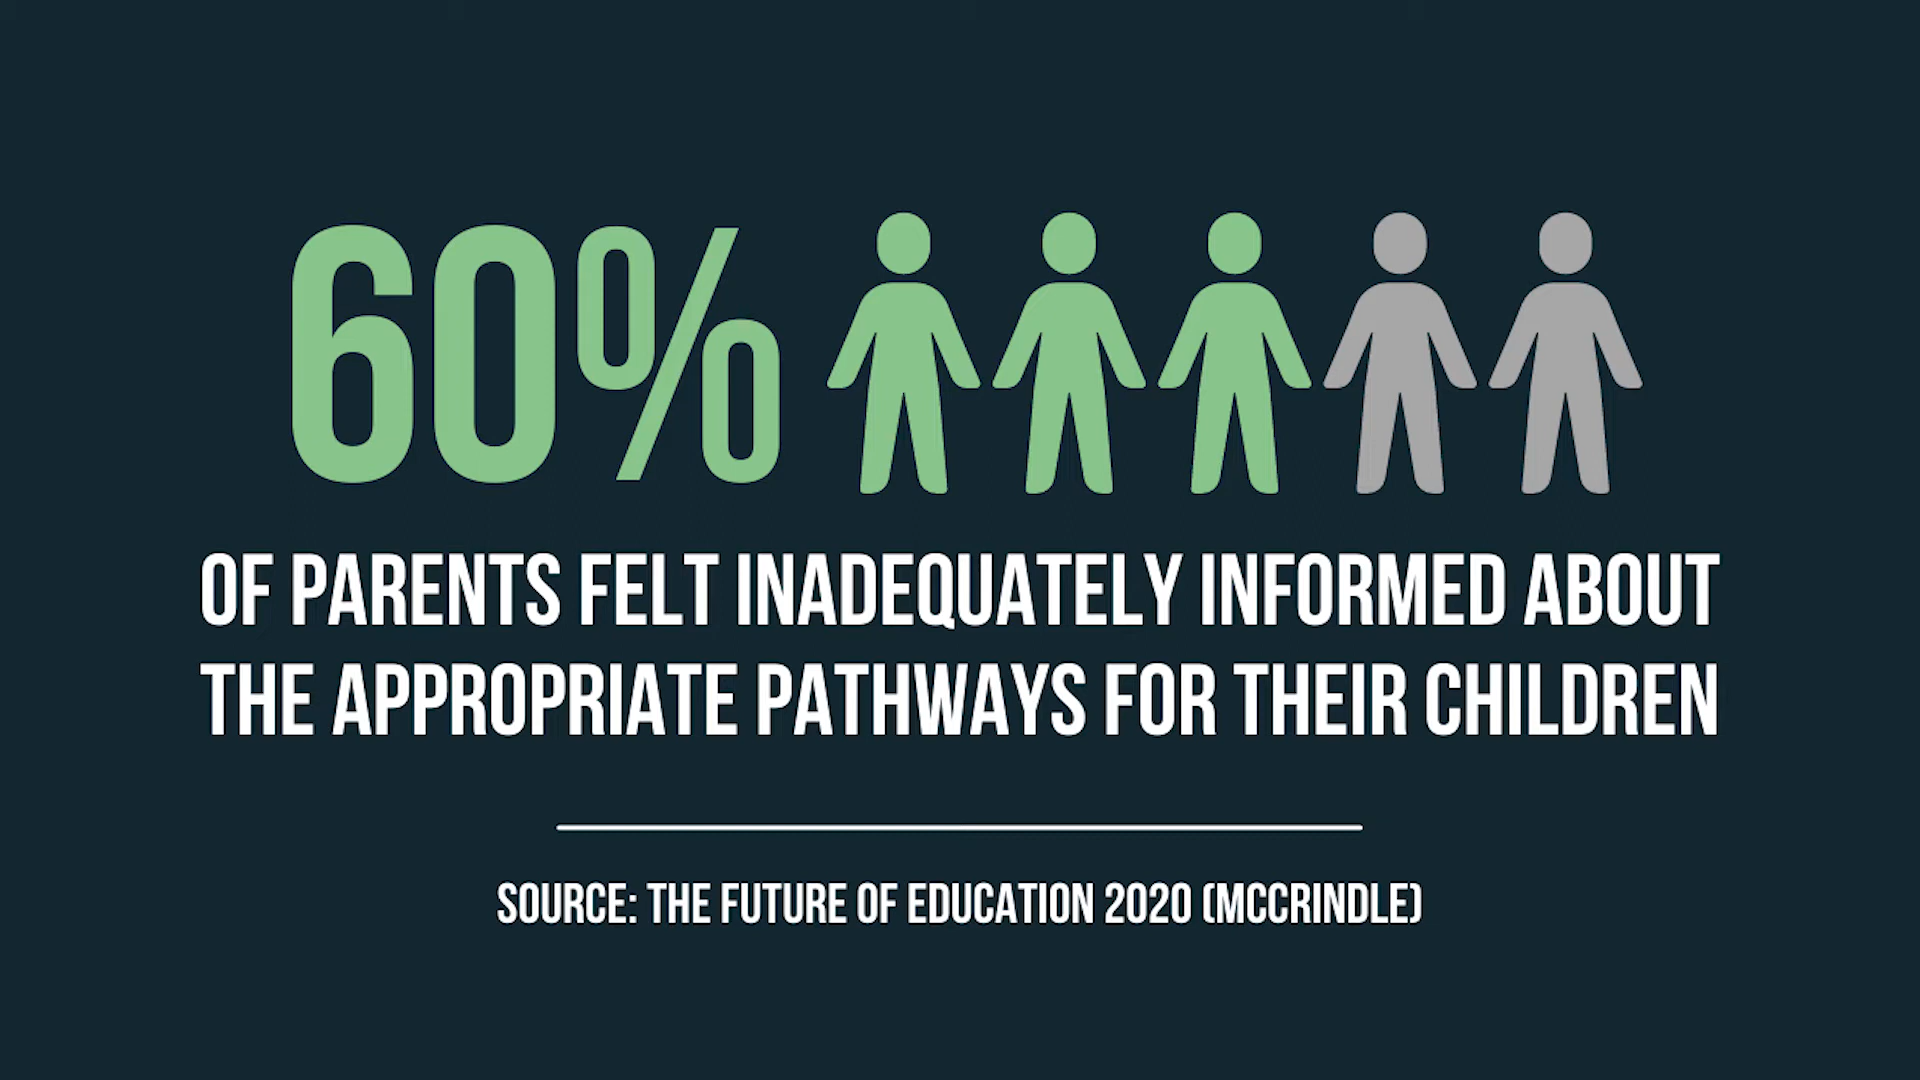 60%
OF PARENTS FELT INADEQUATELY INFORMED ABOUT
THE APPROPRIATE PATHWAYS FOR THEIR CHILDREN
SOURCE: THE FUTURE OF EDUCATION 2020 (MCCRINDLE)